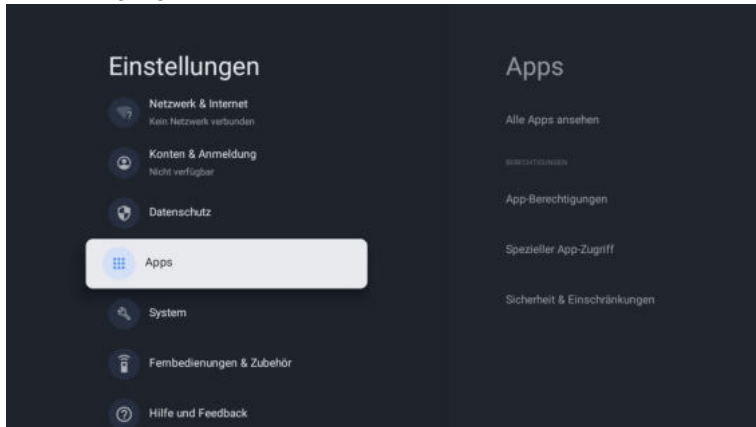 Einstellungen
Netzwerk & Internet
Kein Netzwerk verbunden
Konten & Anmeldung
Nicht verfügbar
Datenschutz
Apps
System
Fernbedienungen & Zubehör
Hilfe und Feedback
Apps
Alle Apps ansehen
BERECHTIGUNGEN
App-Berechtigungen
Spezieller App-Zugriff
Sicherheit & Einschränkungen